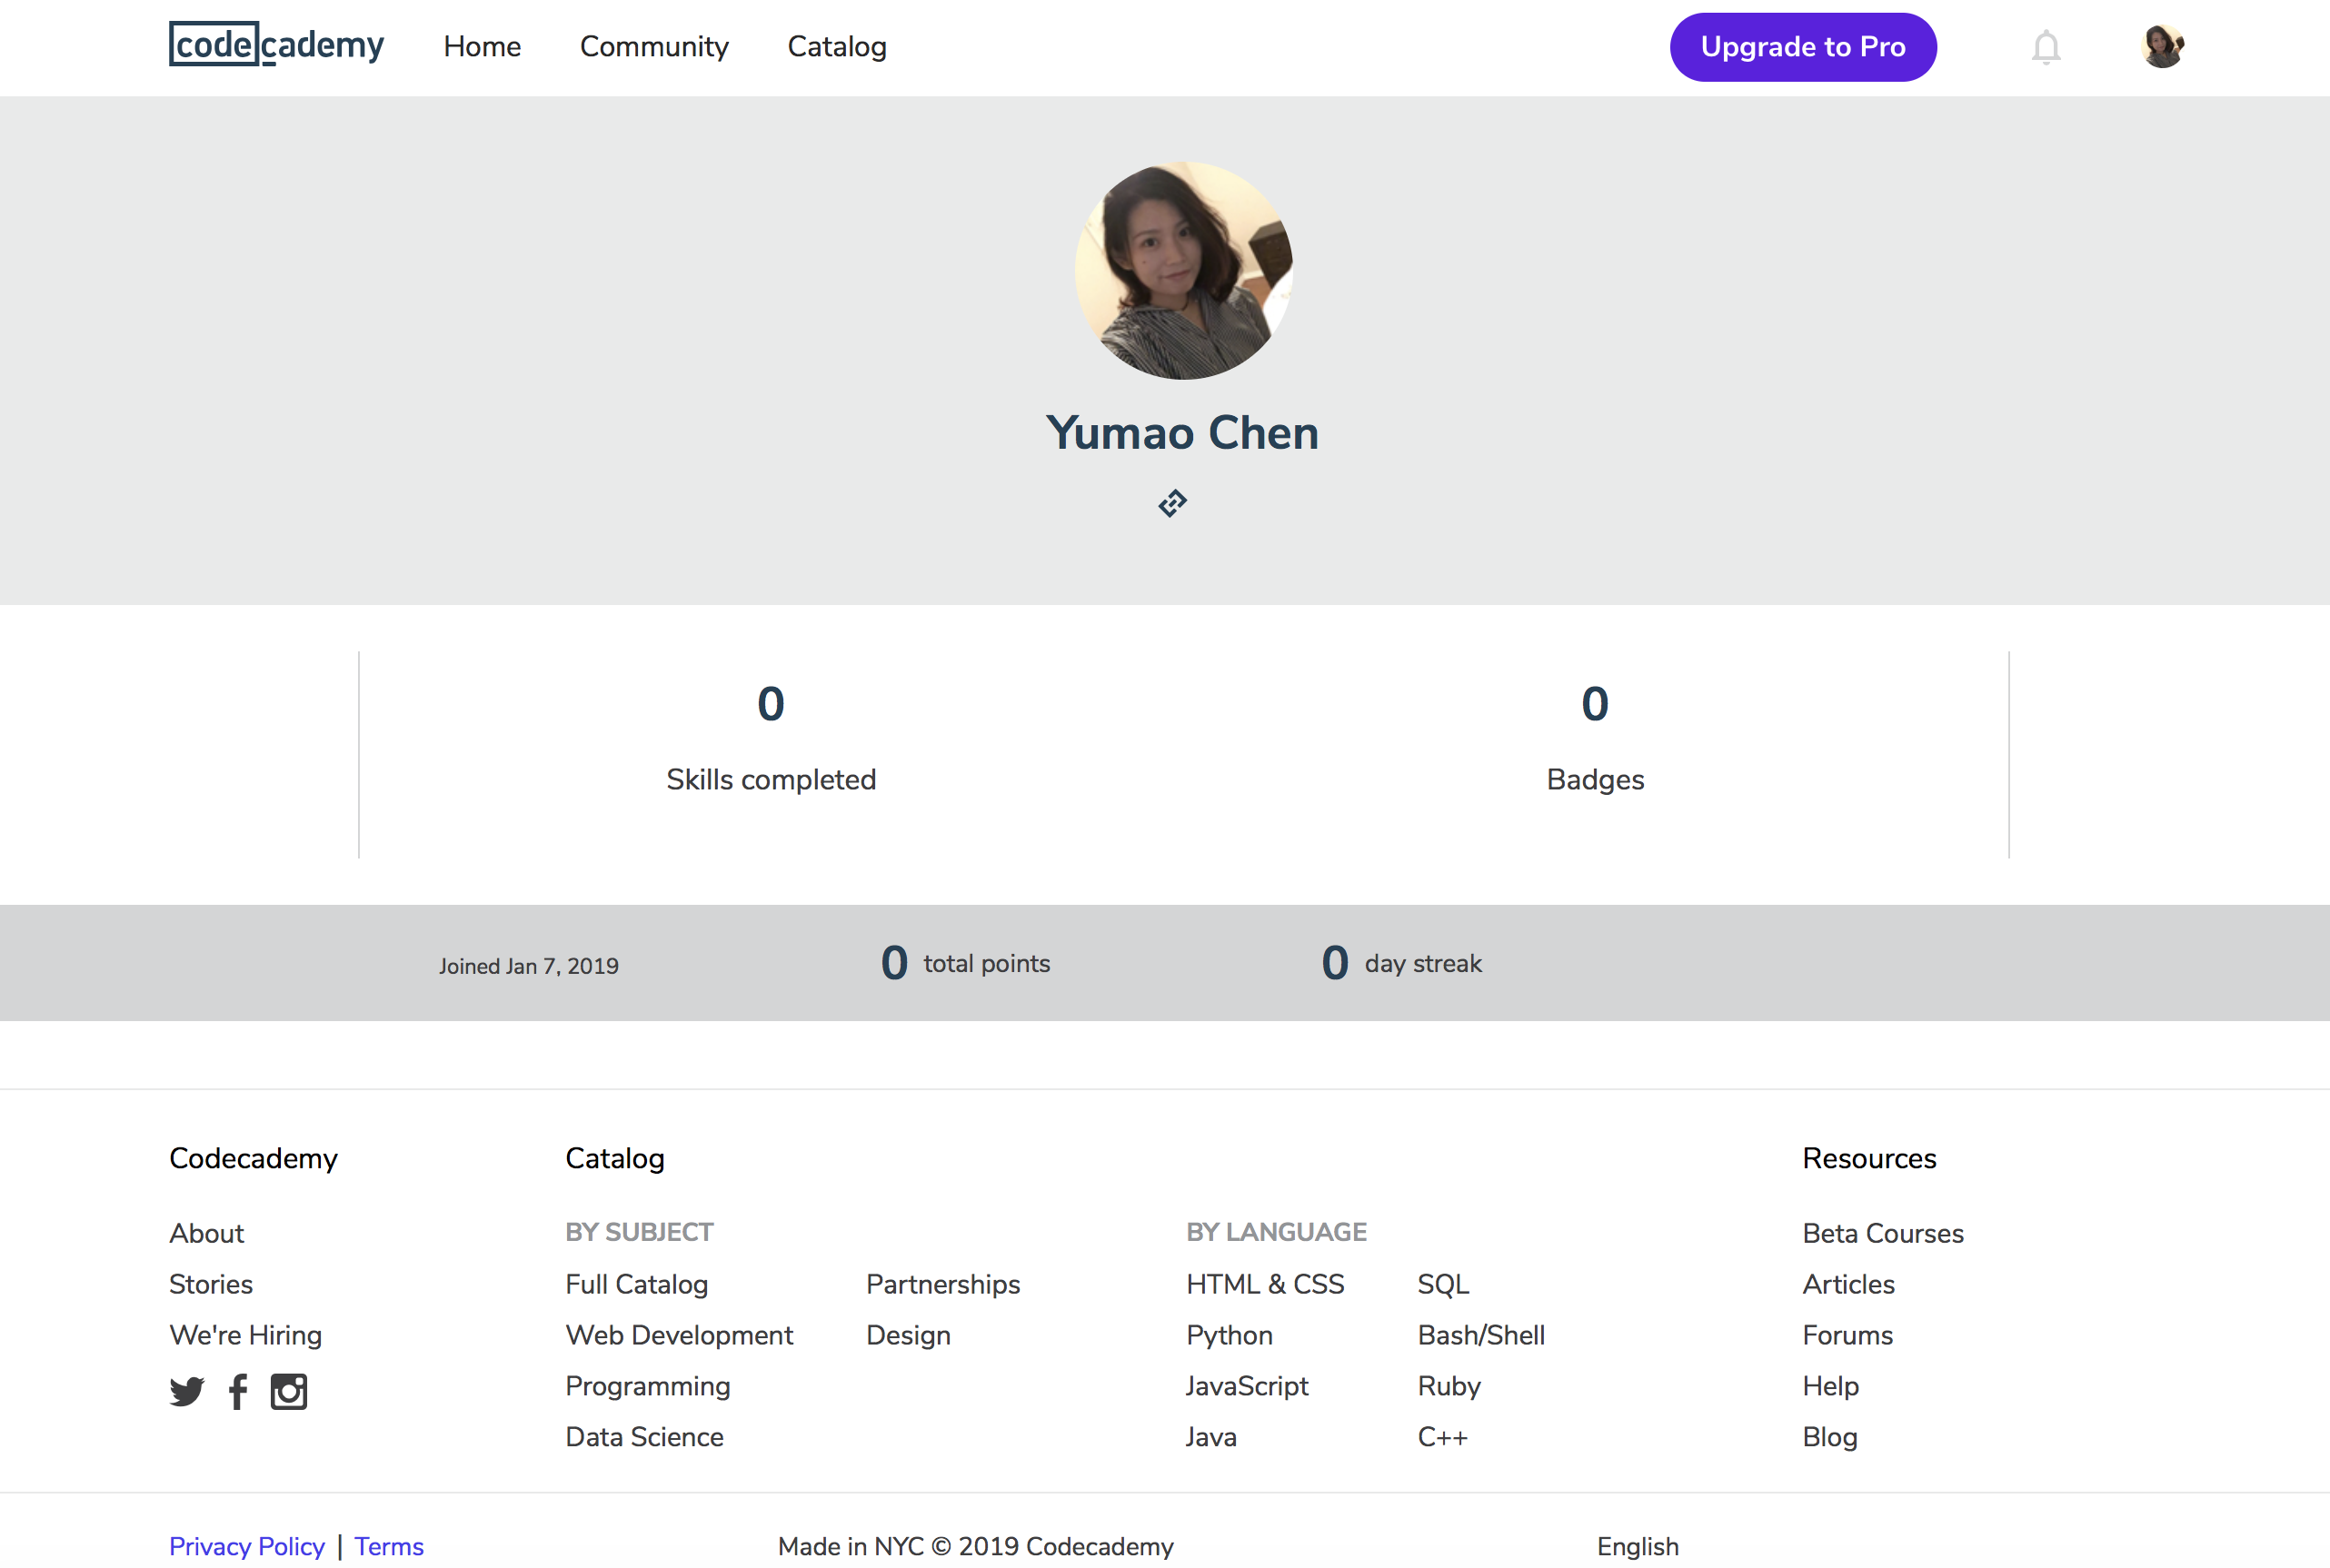 codecademy Home Community Catalog Upgrade to Pro
Yumao Chen
0 0
Skills completed Badges
Joined Jan 7, 2019 0 total points 0 day streak
Codecademy Catalog Resources
About BY SUBJECT BY LANGUAGE Beta Courses
Stories Full Catalog Partnerships HTML & CSS SQL Articles
We're Hiring Web Development Design Python Bash/Shell Forums
Programming JavaScript Ruby Help
Data Science Java C++ Blog
Privacy Policy | Terms Made in NYC © 2019 Codecademy English